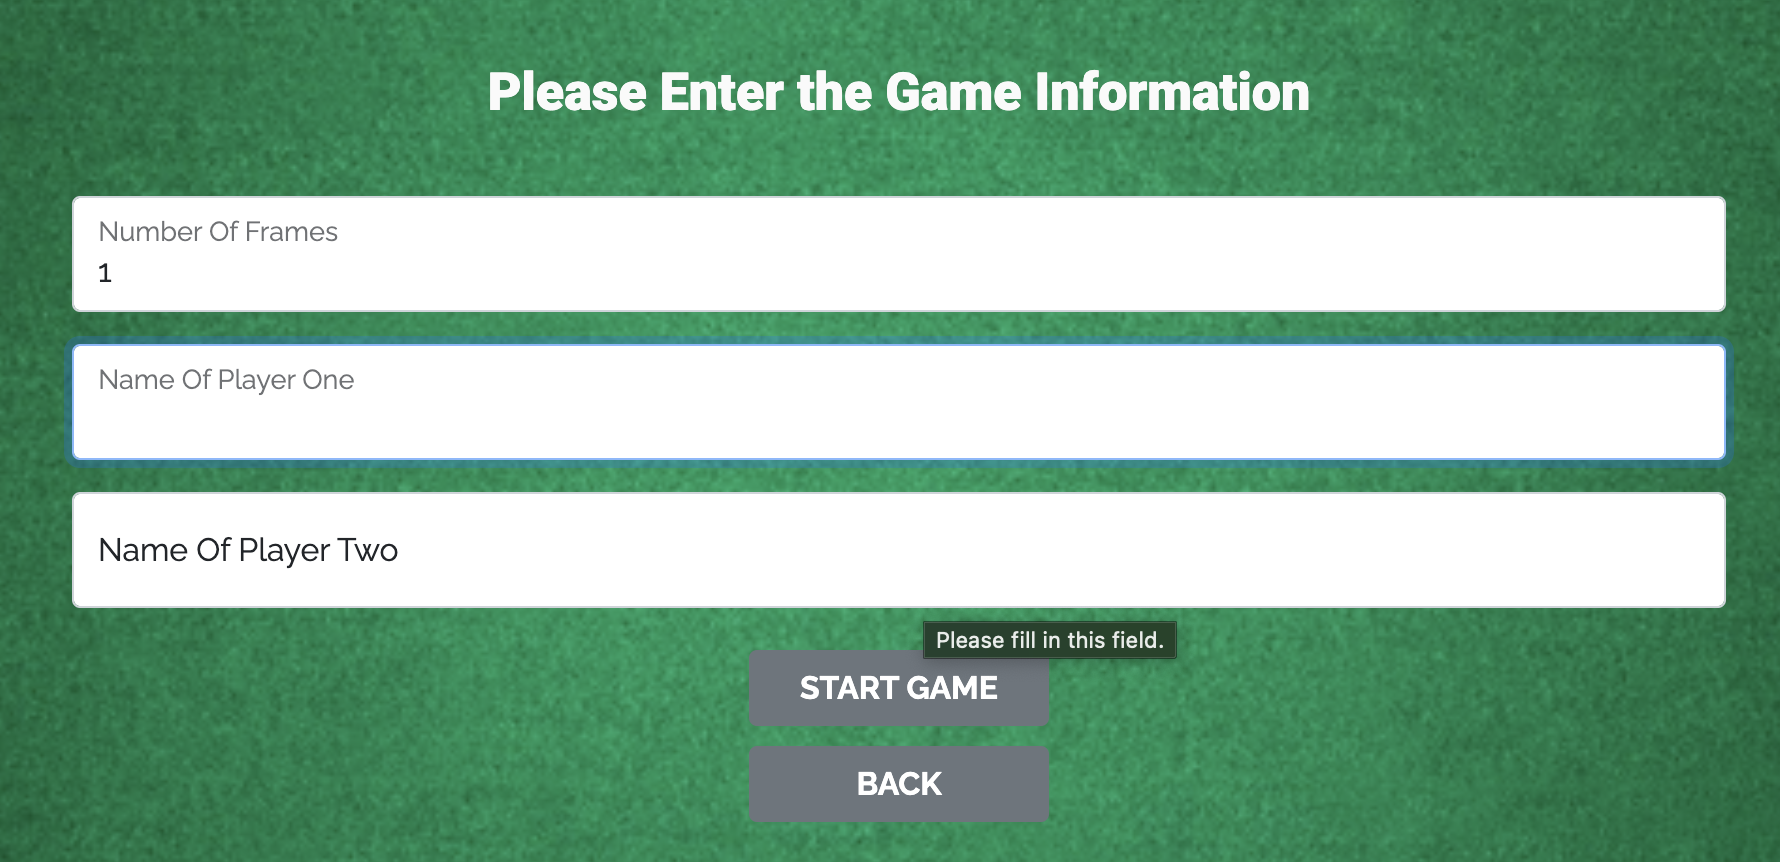 Please Enter the Game Information
Number Of Frames
1
Name Of Player One
Name Of Player Two
Please fill in this field.
START GAME
BACK